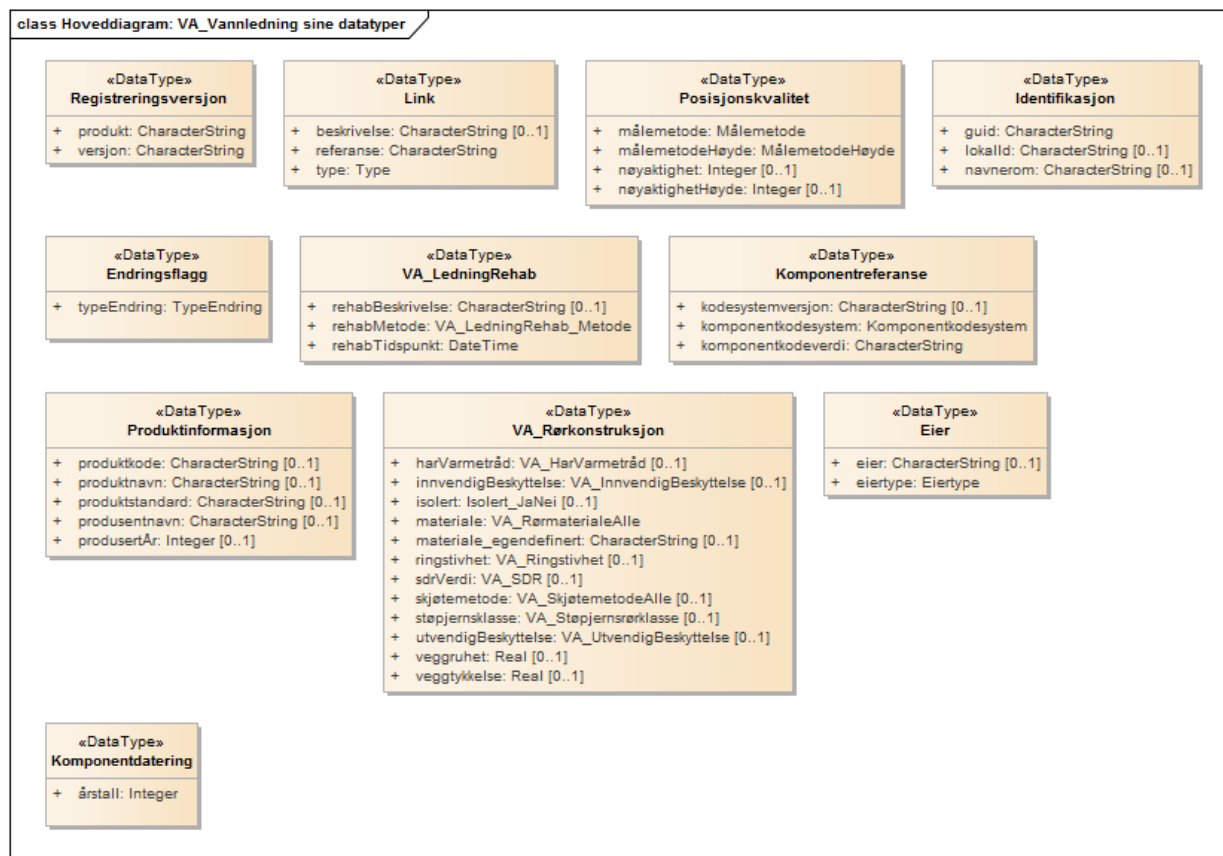 class Hoveddiagram: VA_Vannledning sine datatyper
«DataType»
Registreringsversjon
+ produkt: CharacterString
+ versjon: CharacterString
«DataType»
Link
+ beskrivelse: CharacterString [0..1]
+ referanse: CharacterString
+ type: Type
«DataType»
Posisjonskvalitet
+ målemetode: Målemetode
+ målemetodeHøyde: MålemetodeHøyde
+ nøyaktighet: Integer [0..1]
+ nøyaktighetHøyde: Integer [0..1]
«DataType»
Identifikasjon
+ guid: CharacterString
+ lokalId: CharacterString [0..1]
+ navnerom: CharacterString [0..1]
«DataType»
Endringsflagg
+ typeEndring: TypeEndring
«DataType»
VA_LedningRehab
+ rehabBeskrivelse: CharacterString [0..1]
+ rehabMetode: VA_LedningRehab_Metode
+ rehabTidspunkt: DateTime
«DataType»
Komponentreferanse
+ kodesystemversjon: CharacterString [0..1]
+ komponentkodesystem: Komponentkodesystem
+ komponentkodeverdi: CharacterString
«DataType»
Produktinformasjon
+ produktkode: CharacterString [0..1]
+ produktnavn: CharacterString [0..1]
+ produktstandard: CharacterString [0..1]
+ produsentnavn: CharacterString [0..1]
+ produsertÅr: Integer [0..1]
«DataType»
VA_Rørkonstruksjon
+ harVarmetråd: VA_HarVarmetråd [0..1]
+ innvendigBeskyttelse: VA_InnvendigBeskyttelse [0..1]
+ isolert: Isolert_JaNei [0..1]
+ materiale: VA_RørmaterialeAlle
+ materiale_egendefinert: CharacterString [0..1]
+ ringstivhet: VA_Ringstivhet [0..1]
+ sdrVerdi: VA_SDR [0..1]
+ skjøtemetode: VA_SkjøtemetodeAlle [0..1]
+ støpjernsklasse: VA_Støpjernsrørklasse [0..1]
+ utvendigBeskyttelse: VA_UtvendigBeskyttelse [0..1]
+ veggruhet: Real [0..1]
+ veggtykkelse: Real [0..1]
«DataType»
Eier
+ eier: CharacterString [0..1]
+ eiertype: Eiertype
«DataType»
Komponentdatering
+ årstall: Integer